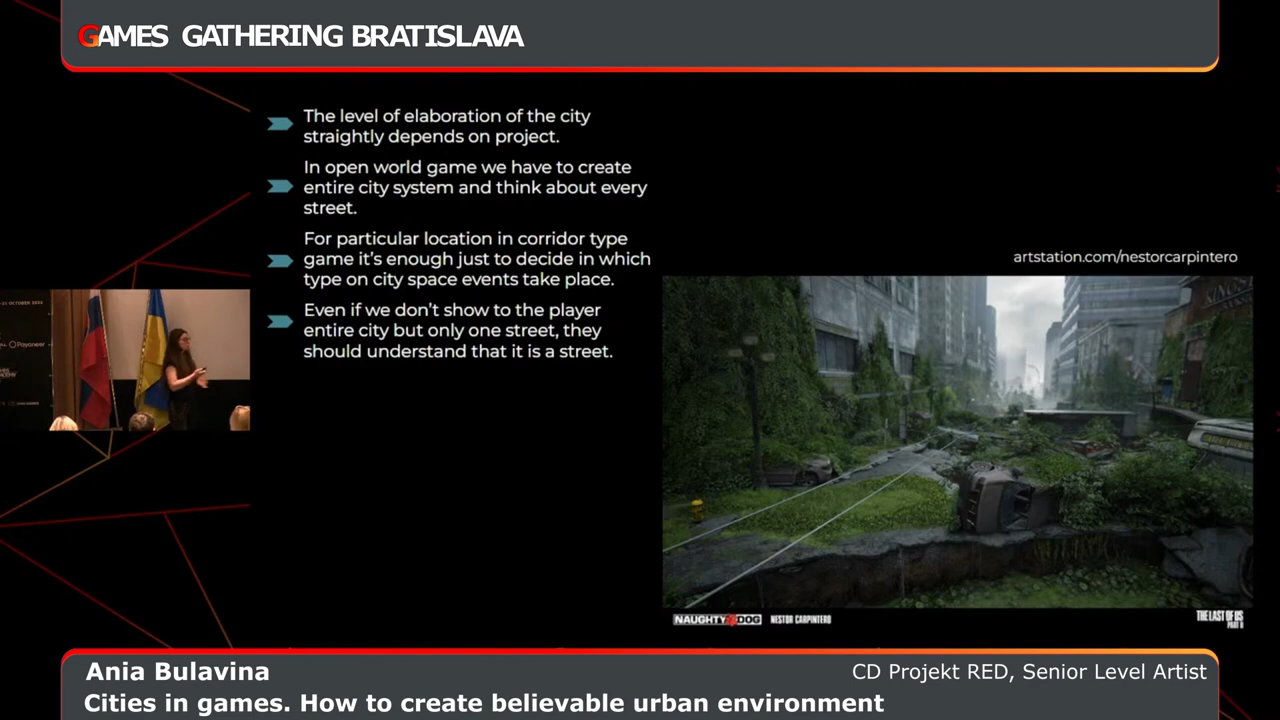 GAMES GATHERING BRATISLAVA
The level of elaboration of the city
straightly depends on project.
In open world game we have to create
entire city system and think about every
street.
For particular location in corridor type
game it's enough just to decide in which
type on city space events take place.
Even if we don't show to the player
entire city but only one street, they
should understand that it is a street.
artstation.com/nestorcarpintero
OCTOBER
Payoneer
NAUGHTY DOG NESTOR CARPINTERO
THE LAST OF US
PART II
Ania Bulavina
CD Projekt RED, Senior Level Artist
Cities in games. How to create believable urban environment